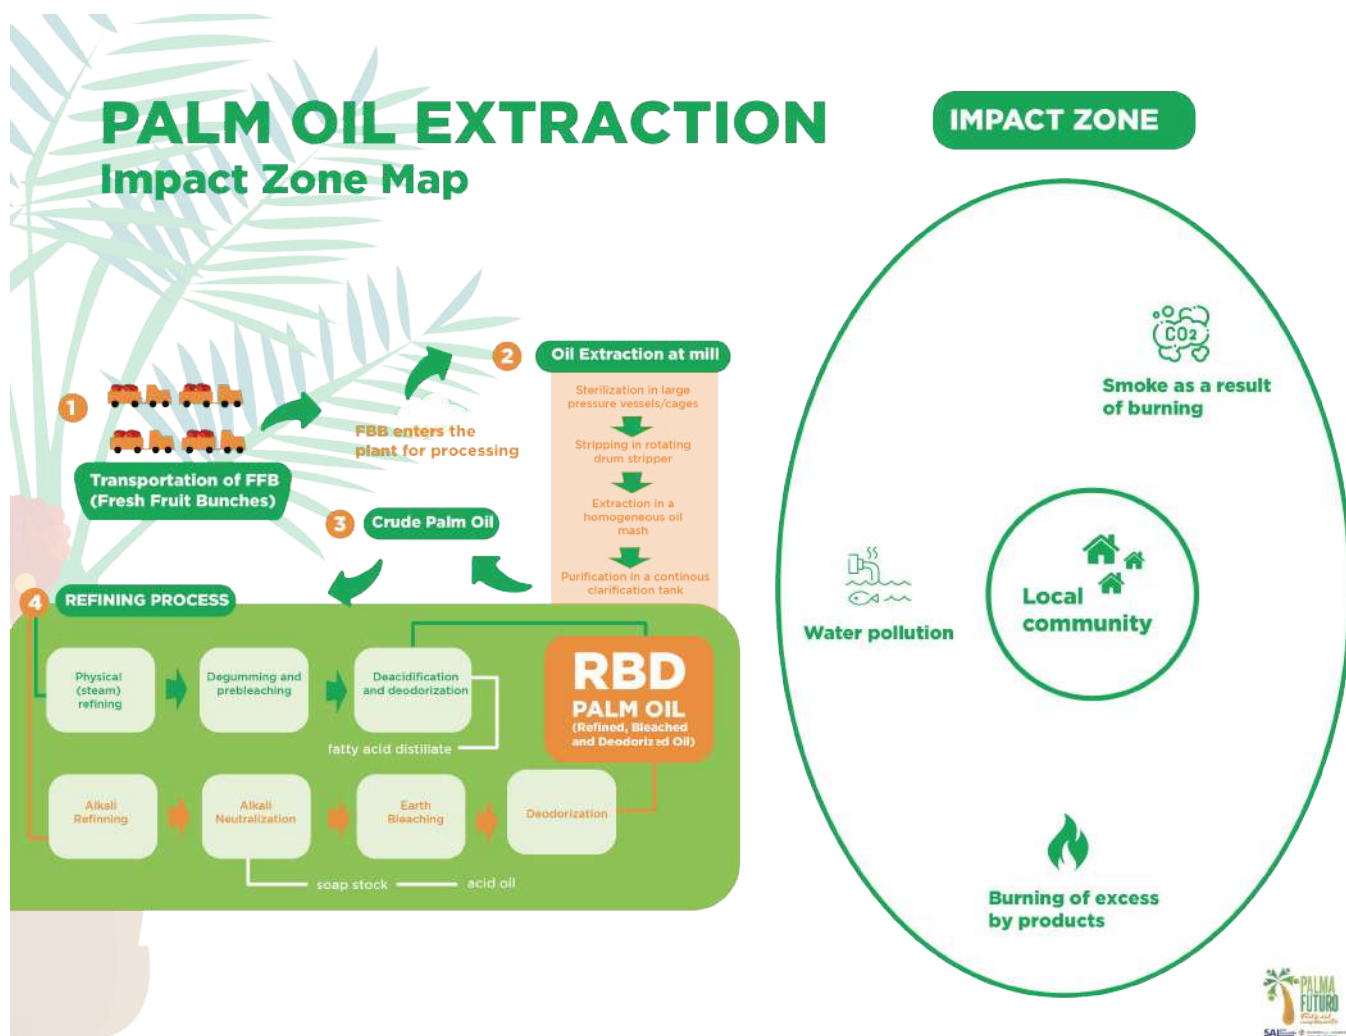 PALM OIL EXTRACTION
Impact Zone Map
IMPACT ZONE
1
Transportation of FFB
(Fresh Fruit Bunches)
FBB enters the
plant for processing
2
Oil Extraction at mill
Sterilization in large
pressure vessels/cages
Stripping in rotating
drum stripper
Extraction in a
homogeneous oil
mash
Purification in a continous
clarification tank
3
Crude Palm Oil
4
REFINING PROCESS
Physical
(steam)
refining
Degumming and
prebleaching
Deacidification
and deodorization
fatty acid distillate
RBD
PALM OIL
(Refined, Bleached
and Deodorized Oil)
Alkali
Refinning
Alkali
Neutralization
Earth
Bleaching
Deodorization
soap stock
acid oil
CO2
Smoke as a result
of burning
Water pollution
Local
community
Burning of excess
by products
PALMA
FUTURO
SAI